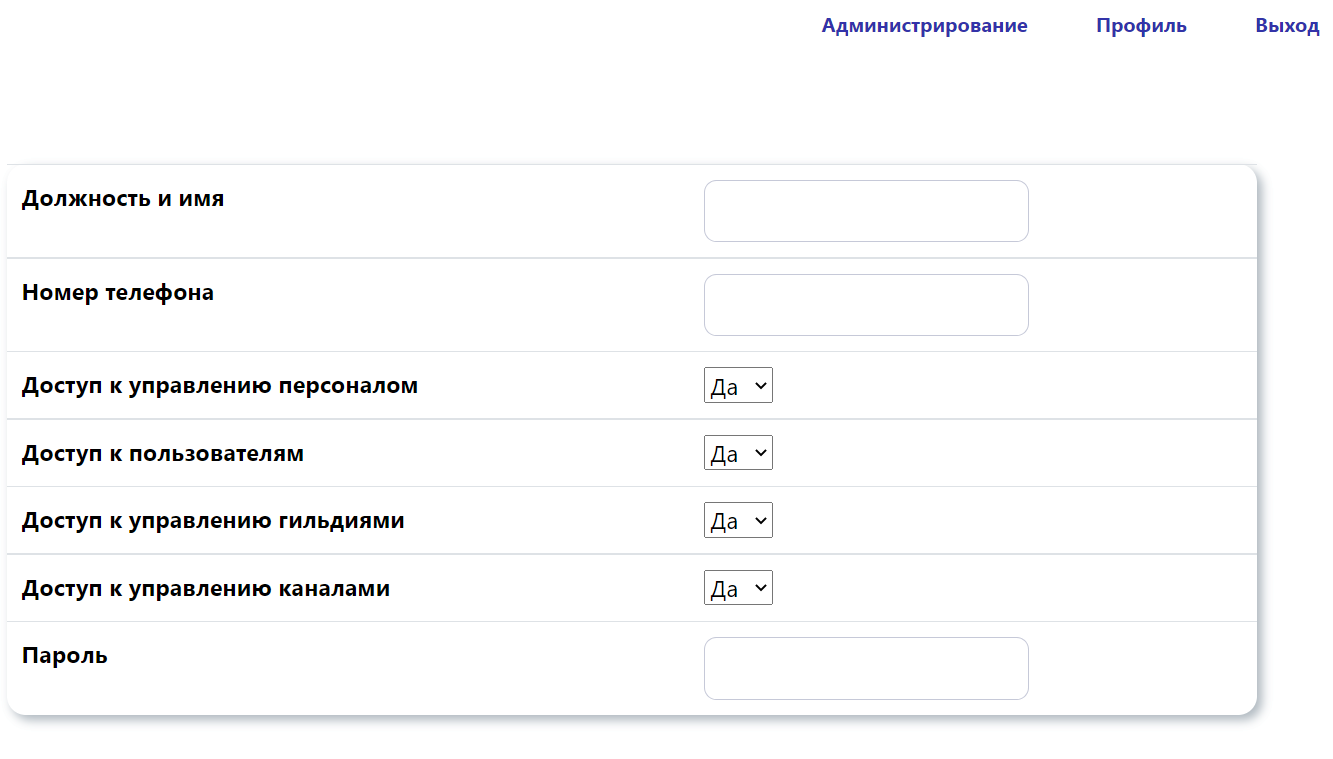 Администрирование Профиль Выход
Должность и имя
Номер телефона
Доступ к управлению персоналом Да
Доступ к пользователям Да
Доступ к управлению гильдиями Да
Доступ к управлению каналами Да
Пароль